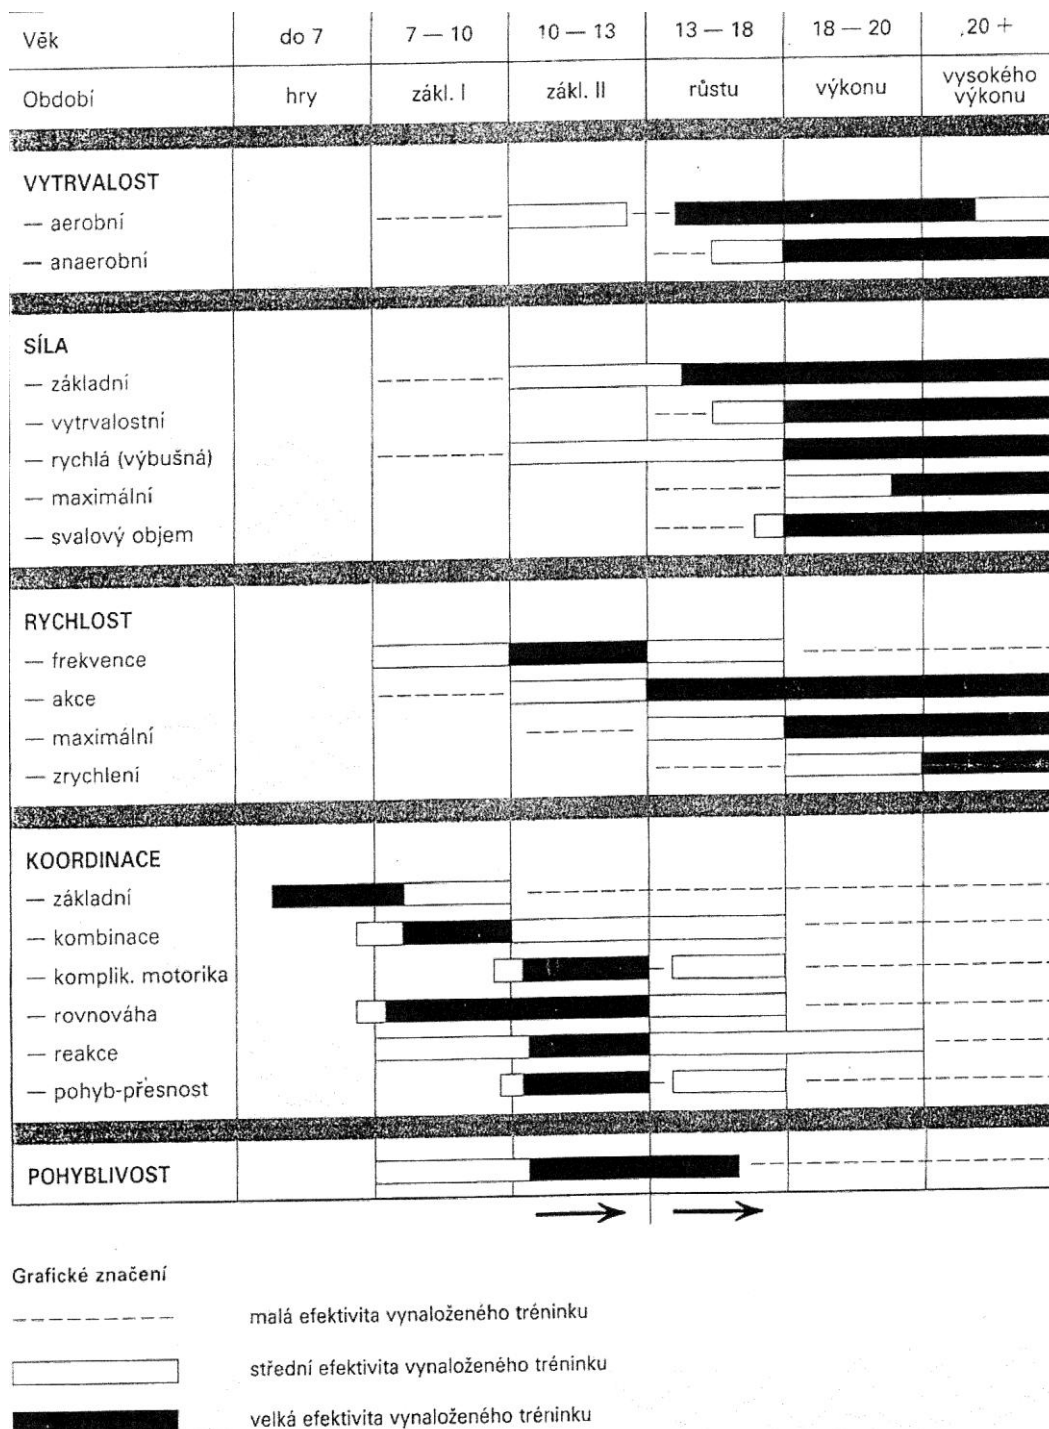 Věk do 7 7 — 10 10 — 13 13 — 18 18 — 20 20 +
Období hry zákl. I zákl. II růstu výkonu vysokého výkonu
VYTRVALOST
— aerobní
— anaerobní
SÍLA
— základní
— vytrvalostní
— rychlá (výbušná)
— maximální
— svalový objem
RYCHLOST
— frekvence
— akce
— maximální
— zrychlení
KOORDINACE
— základní
— kombinace
— komplik. motorika
— rovnováha
— reakce
— pohyb-přesnost
POHYBLIVOST
Grafické značení
malá efektivita vynaloženého tréninku
střední efektivita vynaloženého tréninku
velká efektivita vynaloženého tréninku